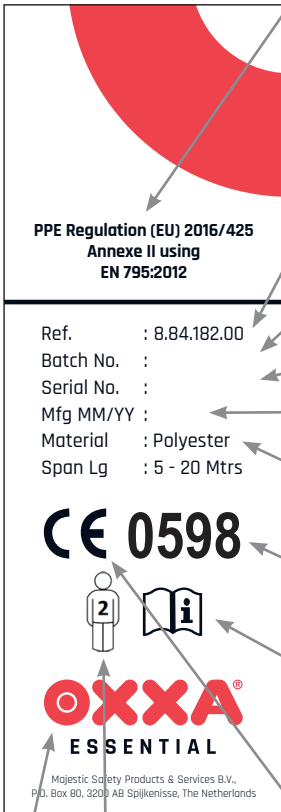 PPE Regulation (EU) 2016/425
Annexe II using
EN 795:2012
Ref. : 8.84.182.00
Batch No. :
Serial No. :
Mfg MM/YY :
Material : Polyester
Span Lg : 5 - 20 Mtrs
CE 0598
2 i
OXXA®
ESSENTIAL
Majestic Safety Products & Services B.V.,
P.O. Box 80, 3200 AB Spijkenisse, The Netherlands